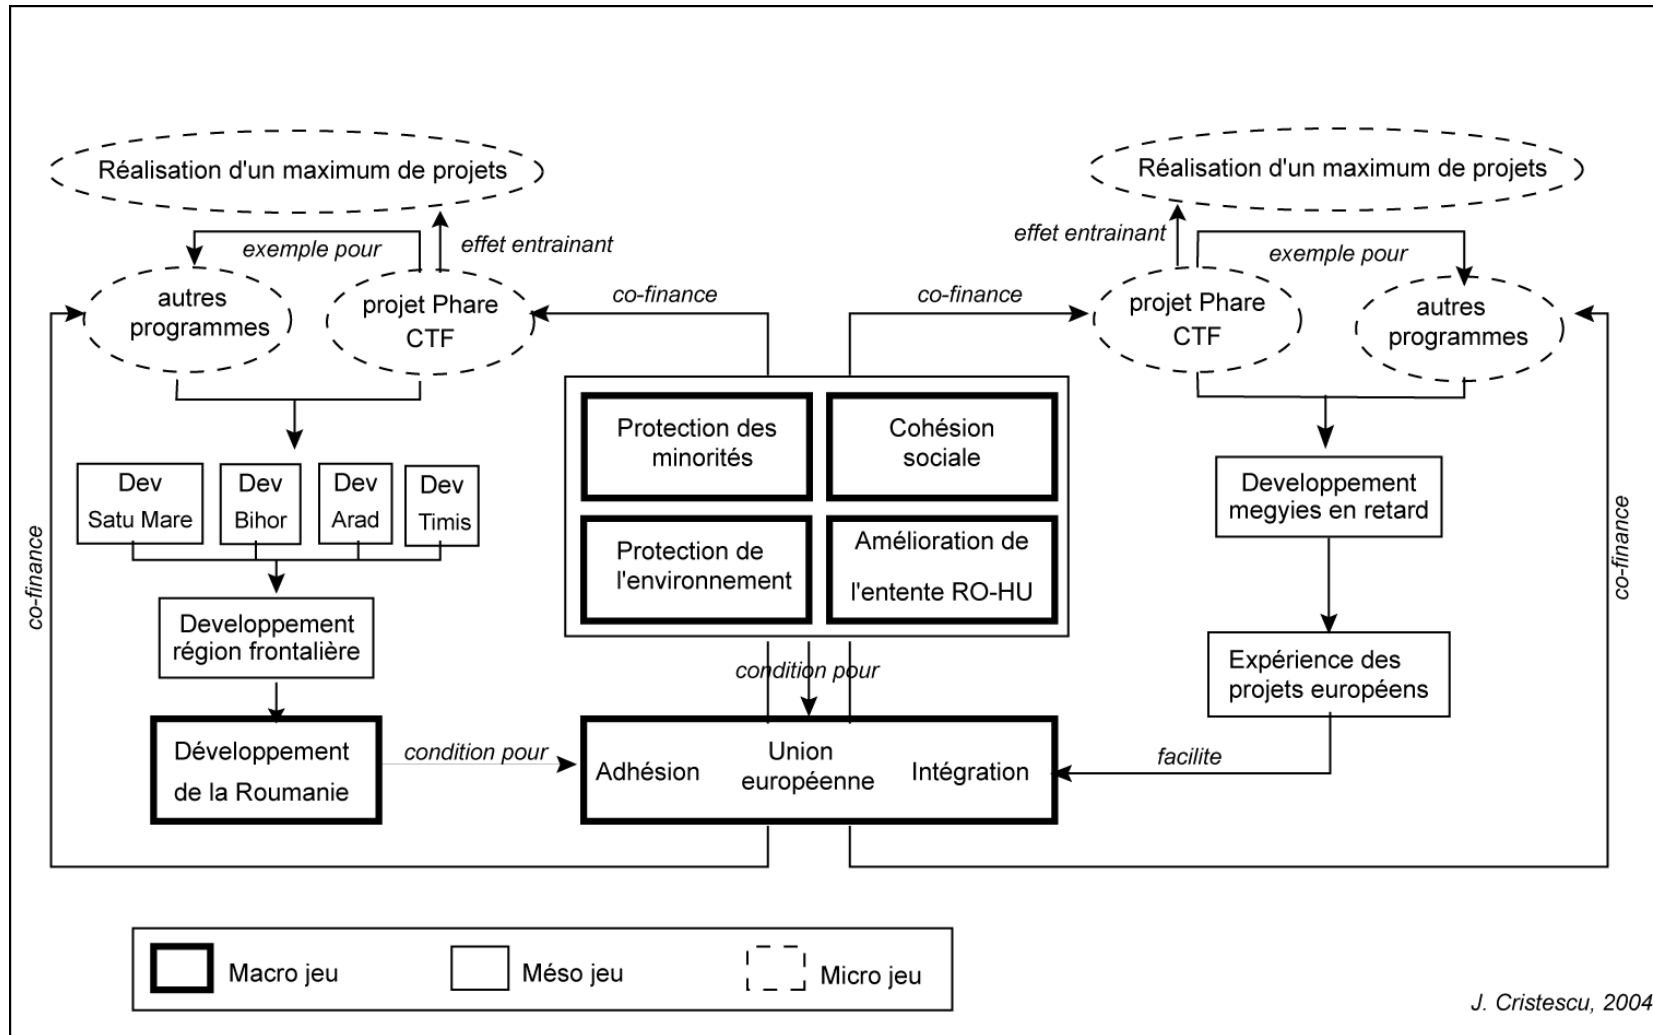 Réalisation d'un maximum de projets
Réalisation d'un maximum de projets
exemple pour
effet entrainant
effet entrainant
exemple pour
autres
programmes
projet Phare
CTF
co-finance
co-finance
projet Phare
CTF
autres
programmes
Protection des
minorités
Cohésion
sociale
Protection de
l'environnement
Amélioration de
l'entente RO-HU
Dev
Satu Mare
Dev
Bihor
Dev
Arad
Dev
Timis
Developpement
megyies en retard
co-finance
co-finance
Developpement
région frontalière
condition pour
Expérience des
projets européens
Développement
de la Roumanie
condition pour
Adhésion
Union
européenne
Intégration
facilite
Macro jeu
Méso jeu
Micro jeu
J. Cristescu, 2004